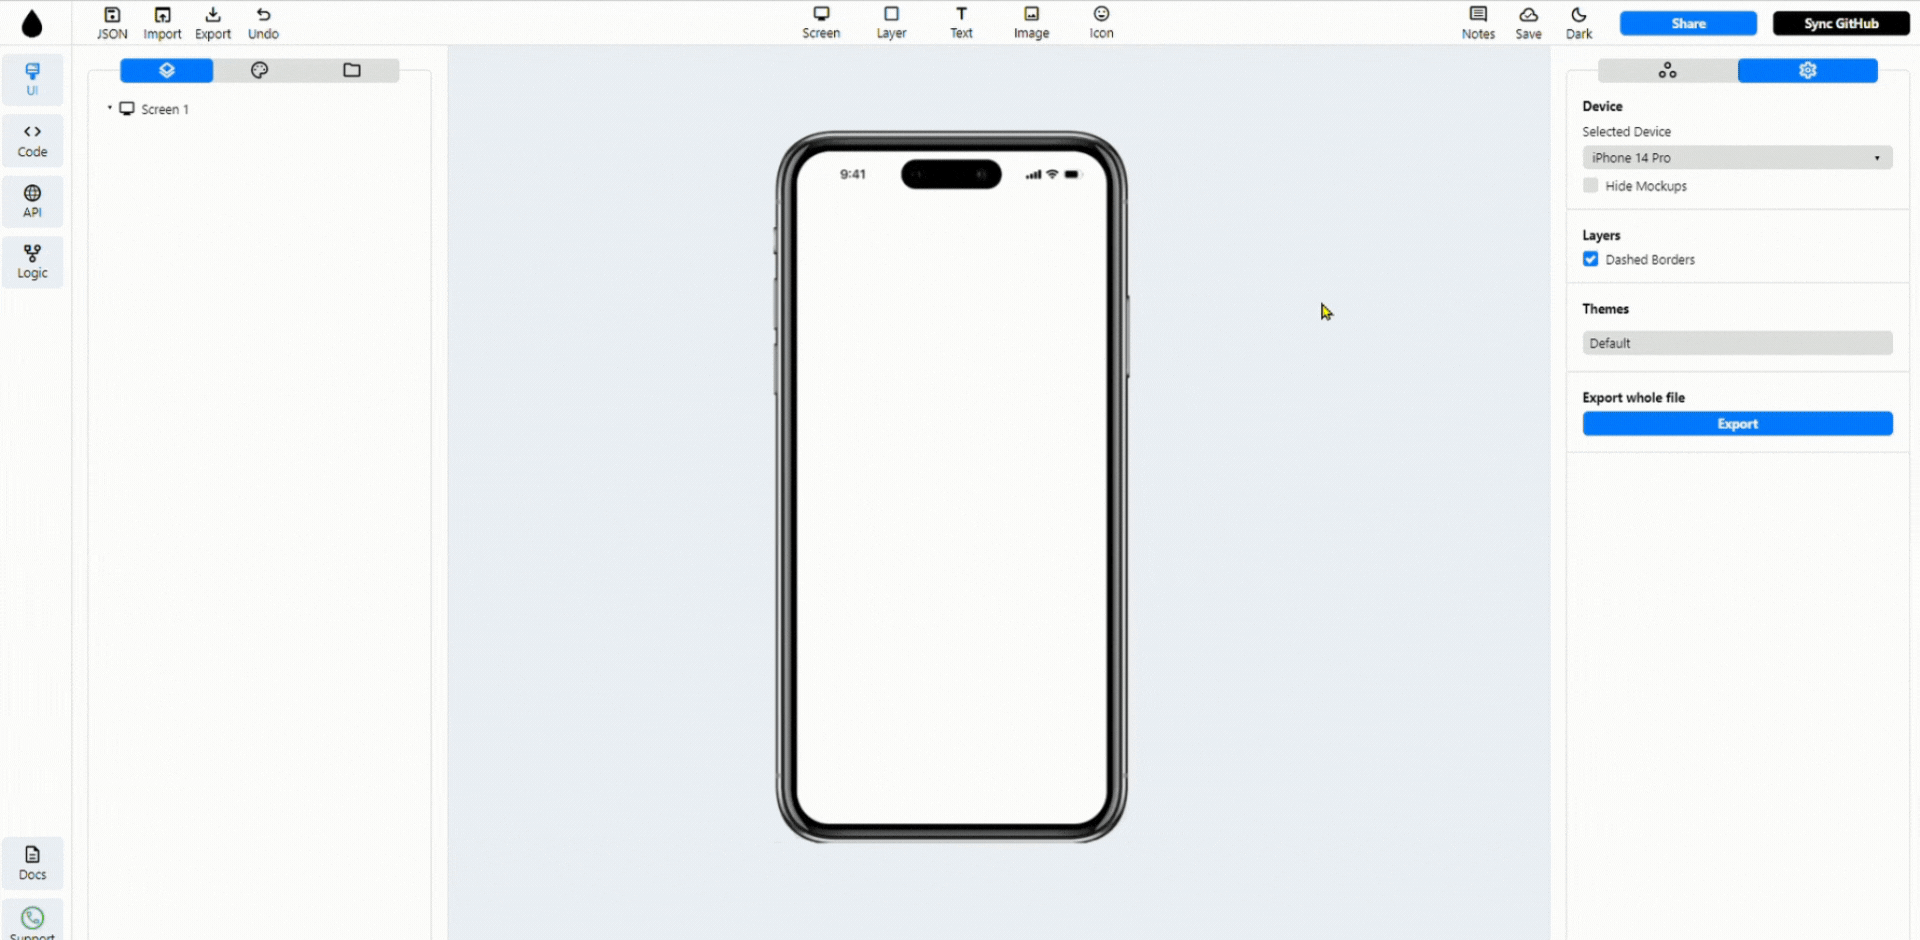 JSON
Import
Export
Undo
Screen
Layer
Text
Image
Icon
Notes
Save
Dark
Share
Sync GitHub
UI
Code
API
Logic
Docs
Support
Screen 1
9:41
Device
Selected Device
iPhone 14 Pro
Hide Mockups
Layers
Dashed Borders
Themes
Default
Export whole file
Export